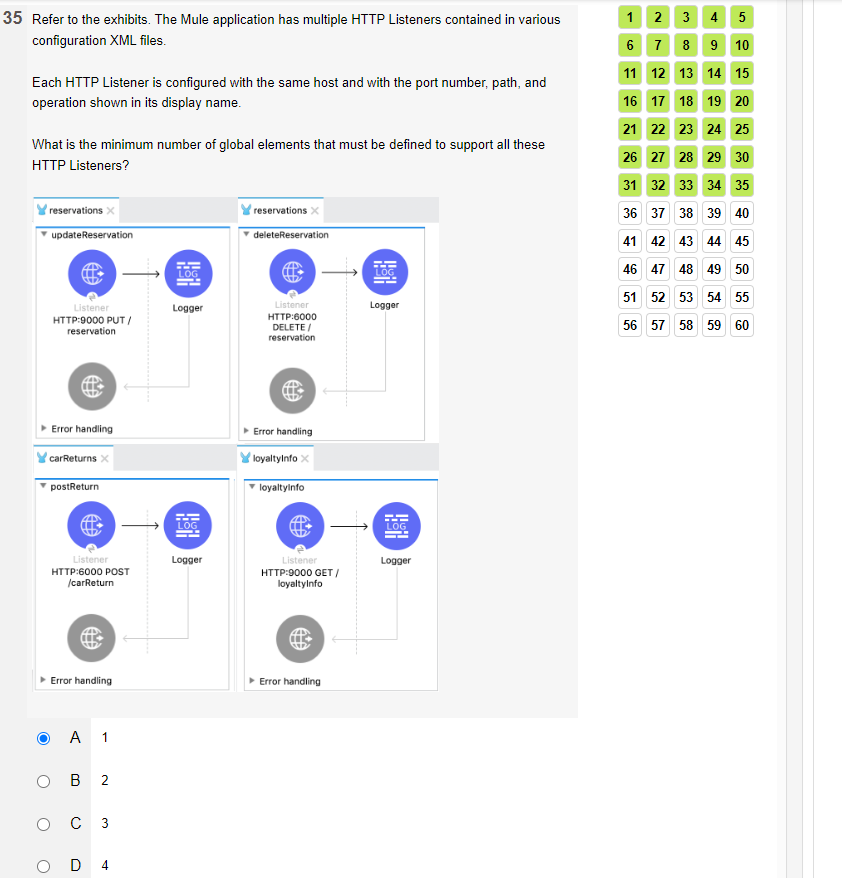 35 Refer to the exhibits. The Mule application has multiple HTTP Listeners contained in various
configuration XML files.
Each HTTP Listener is configured with the same host and with the port number, path, and
operation shown in its display name.
What is the minimum number of global elements that must be defined to support all these
HTTP Listeners?
reservations
updateReservation
LOG
Listener
HTTP:9000 PUT /
reservation
Logger
Error handling
reservations
deleteReservation
LOG
Listener
HTTP:6000
DELETE /
reservation
Logger
Error handling
carReturns
postReturn
LOG
Listener
HTTP:6000 POST
/carReturn
Logger
Error handling
loyaltyInfo
loyaltyInfo
LOG
Listener
HTTP:9000 GET /
loyaltyInfo
Logger
Error handling
A 1
B 2
C 3
D 4
1 2 3 4 5
6 7 8 9 10
11 12 13 14 15
16 17 18 19 20
21 22 23 24 25
26 27 28 29 30
31 32 33 34 35
36 37 38 39 40
41 42 43 44 45
46 47 48 49 50
51 52 53 54 55
56 57 58 59 60